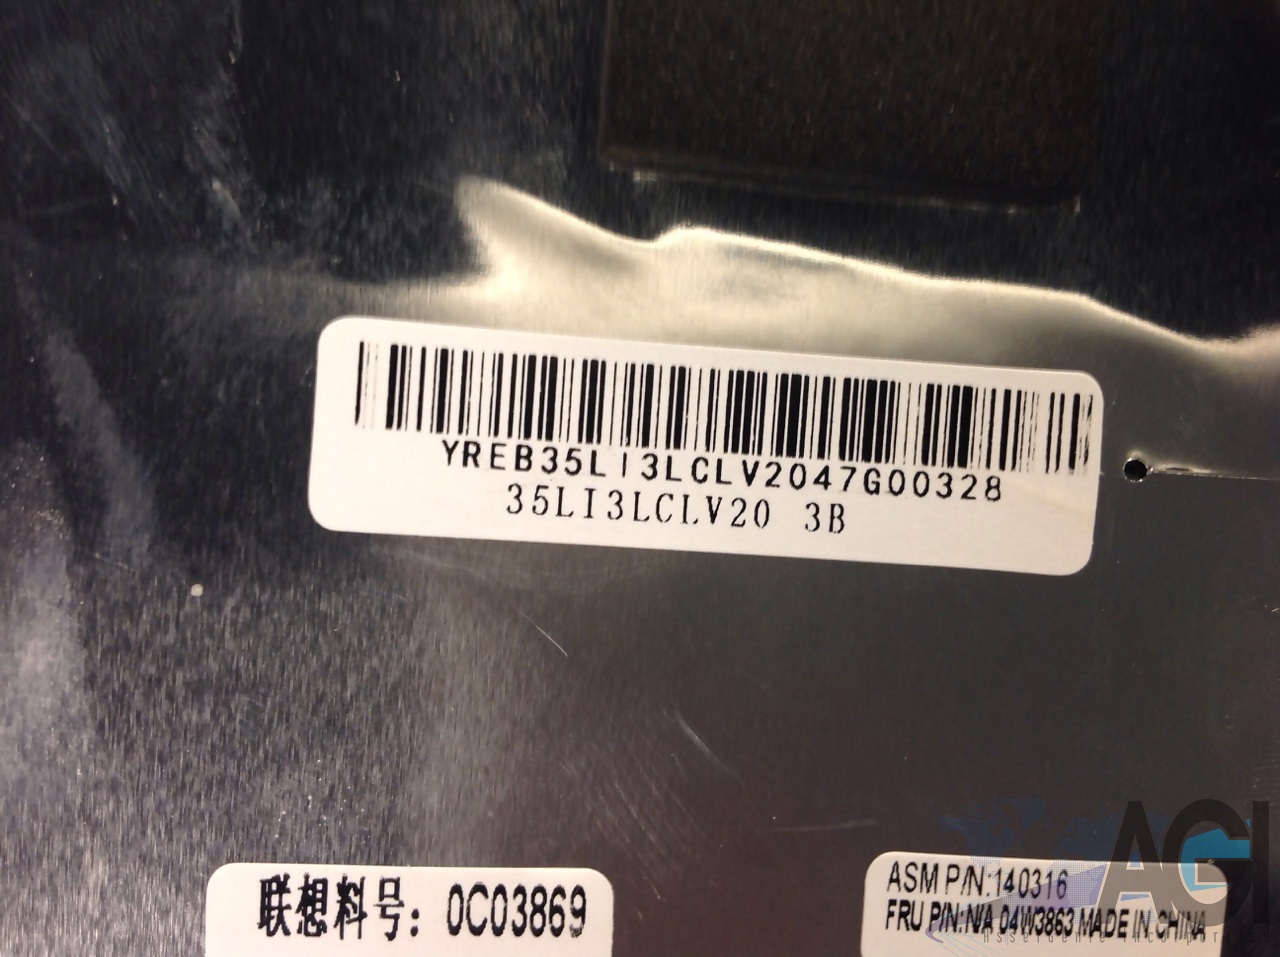 YREB35LI3LCLV2047G00328
35LI3LCLV20 3B
联想料号: 0C03869
ASM P/N:140316
FRU P/N:N/A 04W3863 MADE IN CHINA
AGI